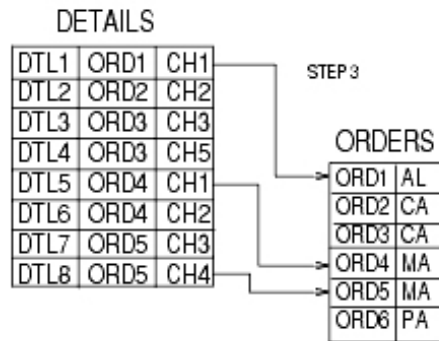 DETAILS
DTL1 ORD1 CH1
DTL2 ORD2 CH2
DTL3 ORD3 CH3
DTL4 ORD3 CH5
DTL5 ORD4 CH1
DTL6 ORD4 CH2
DTL7 ORD5 CH3
DTL8 ORD5 CH4
STEP 3
ORDERS
ORD1 AL
ORD2 CA
ORD3 CA
ORD4 MA
ORD5 MA
ORD6 PA